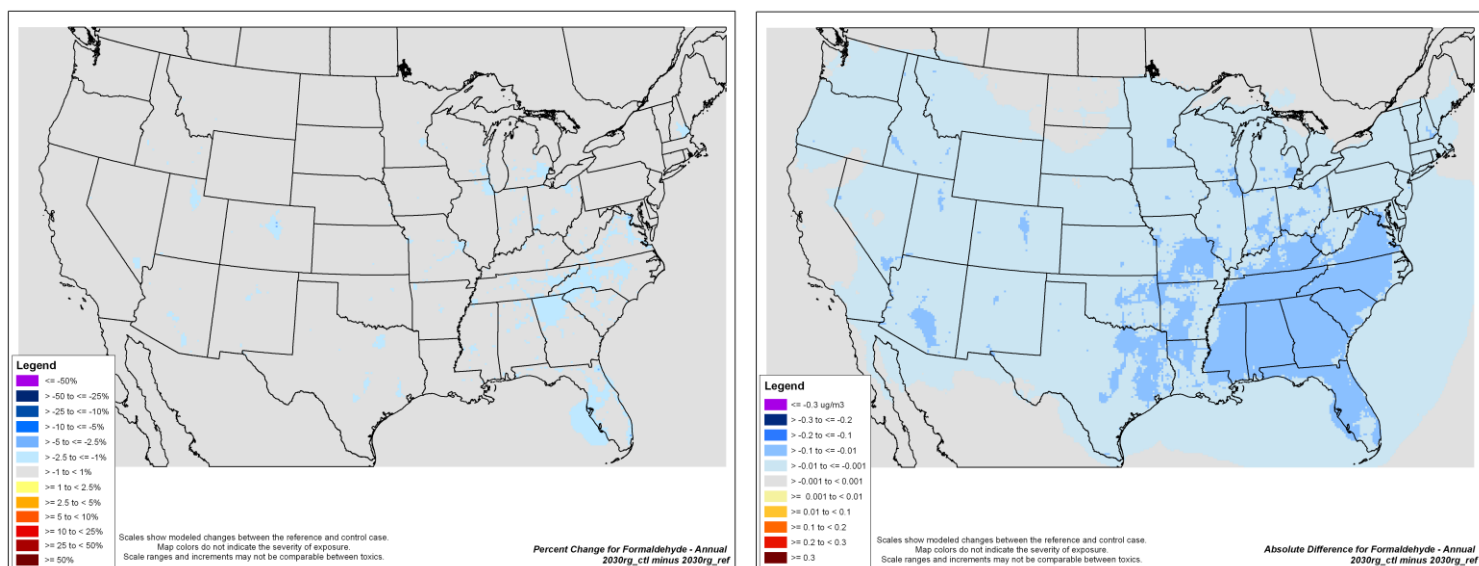 Legend
<= -50%
> -50 to <= -25%
> -25 to <= -10%
> -10 to <= -5%
> -5 to <= -2.5%
> -2.5 to <= -1%
> -1 to < 1%
>= 1 to < 2.5%
>= 2.5 to < 5%
>= 5 to < 10%
>= 10 to < 25%
>= 25 to < 50%
>= 50%
Scales show modeled changes between the reference and control case.
Map colors do not indicate the severity of exposure.
Scale ranges and increments may not be comparable between toxics.
Percent Change for Formaldehyde - Annual
2030rg_ctl minus 2030rg_ref
Legend
<= -0.3 ug/m3
> -0.3 to <= -0.2
> -0.2 to <= -0.1
> -0.1 to <= -0.01
> -0.01 to <= -0.001
> -0.001 to < 0.001
>= 0.001 to < 0.01
>= 0.01 to < 0.1
>= 0.1 to < 0.2
>= 0.2 to < 0.3
>= 0.3
Scales show modeled changes between the reference and control case.
Map colors do not indicate the severity of exposure.
Scale ranges and increments may not be comparable between toxics.
Absolute Difference for Formaldehyde - Annual
2030rg_ctl minus 2030rg_ref